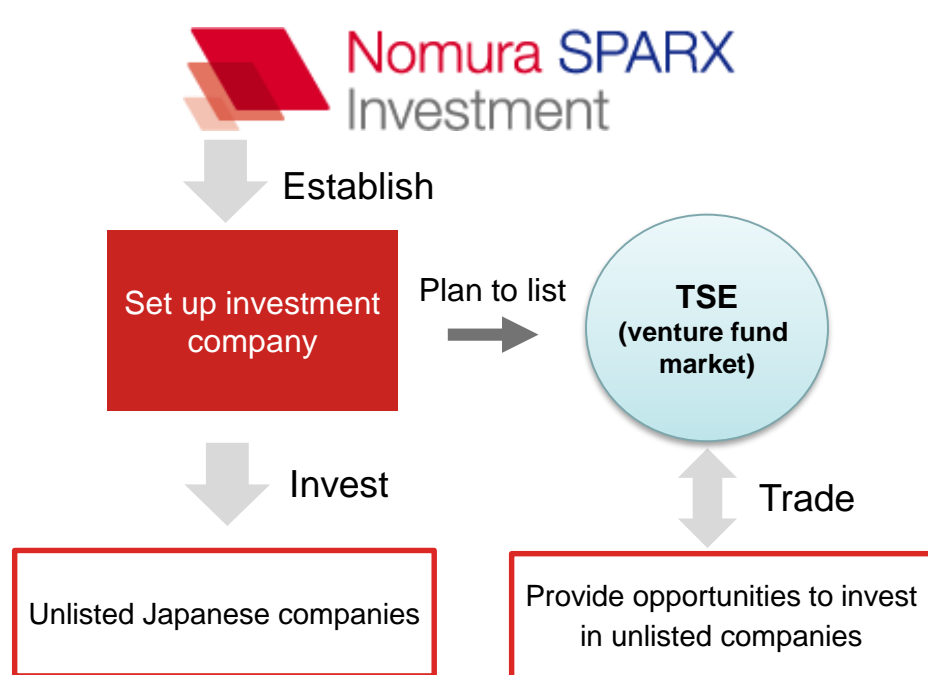 Nomura SPARX
Investment
Establish
Set up investment
company
Plan to list
TSE
(venture fund
market)
Invest
Trade
Unlisted Japanese companies
Provide opportunities to invest
in unlisted companies